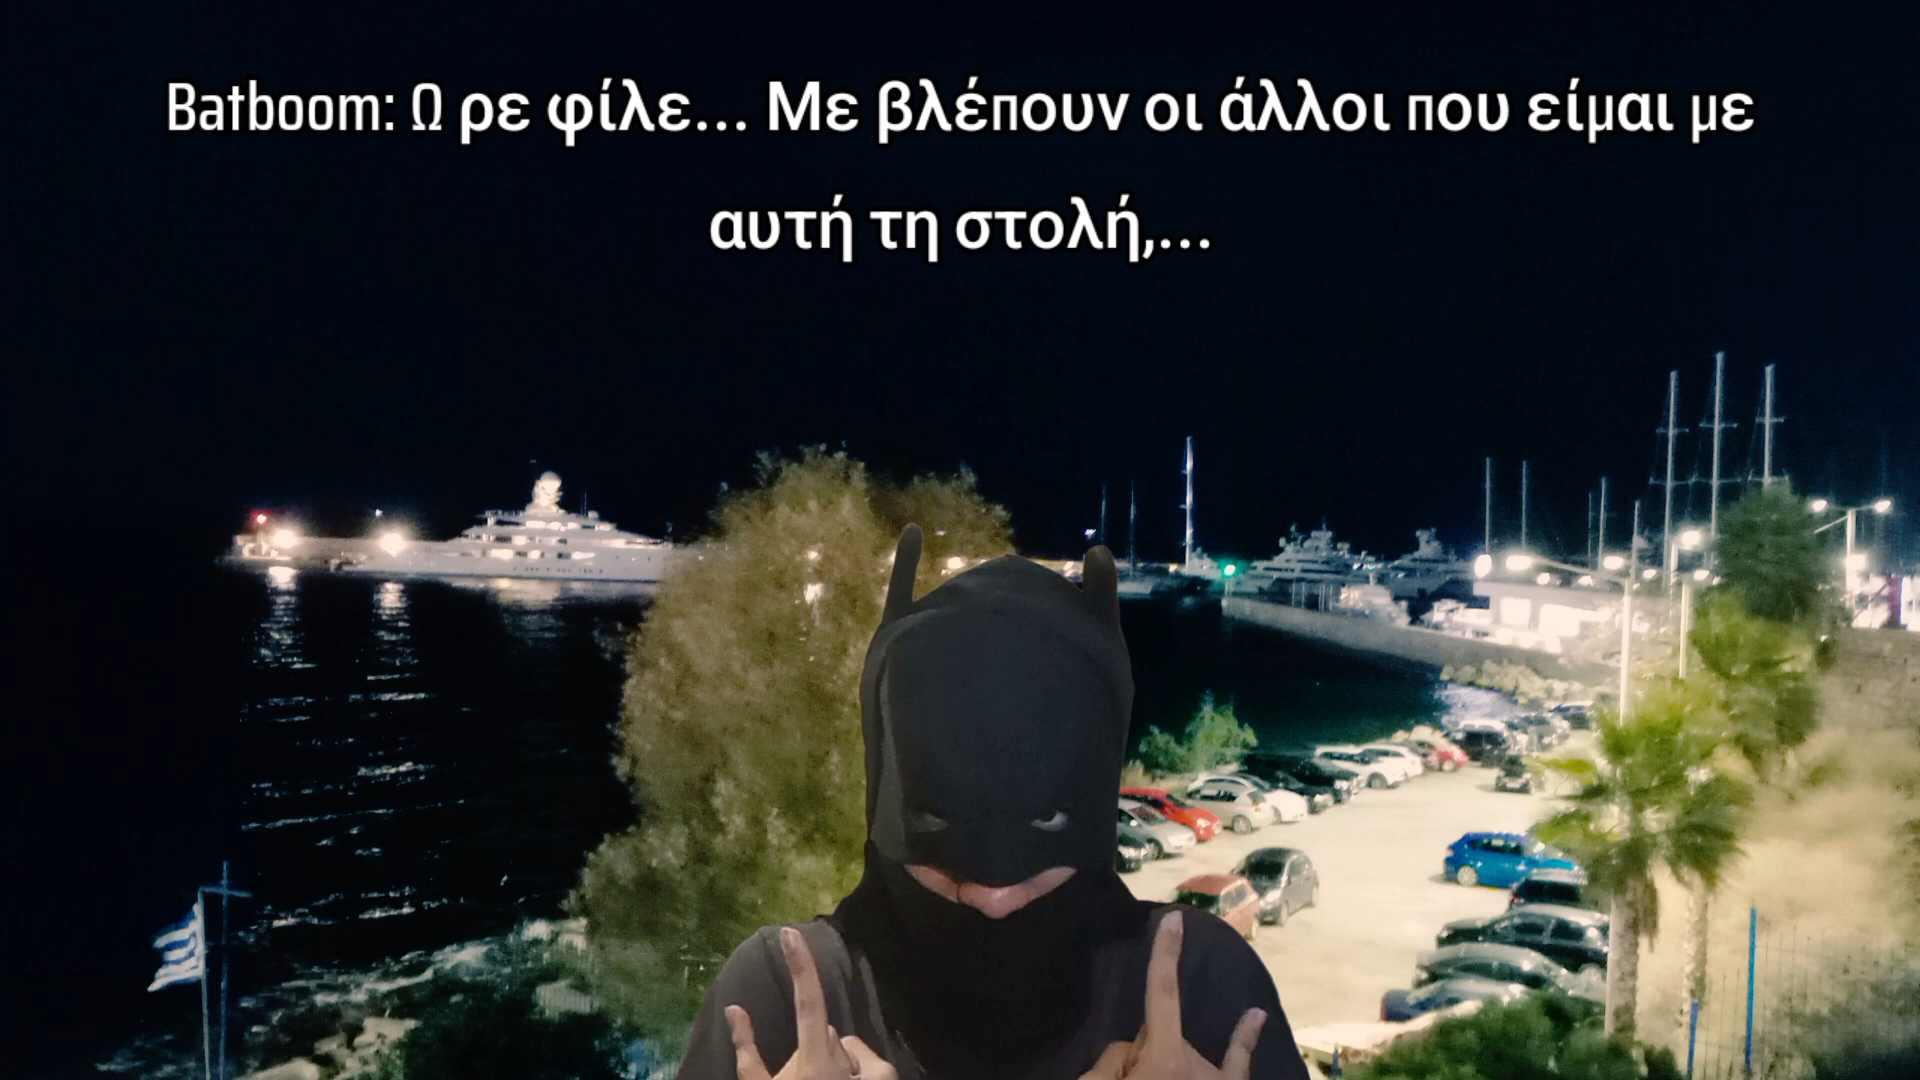 Batboom: Ω ρε φίλε... Με βλέπουν οι άλλοι που είμαι με
αυτή τη στολή,...